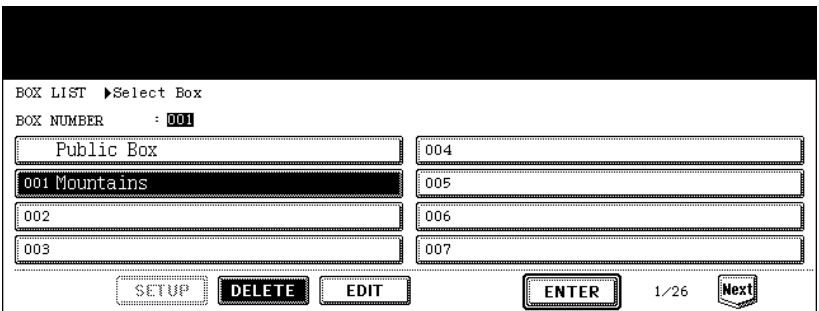 BOX LIST ▶Select Box
BOX NUMBER : 001
Public Box
004
001 Mountains
005
002
006
003
007
SETUP DELETE EDIT ENTER 1/26 Next